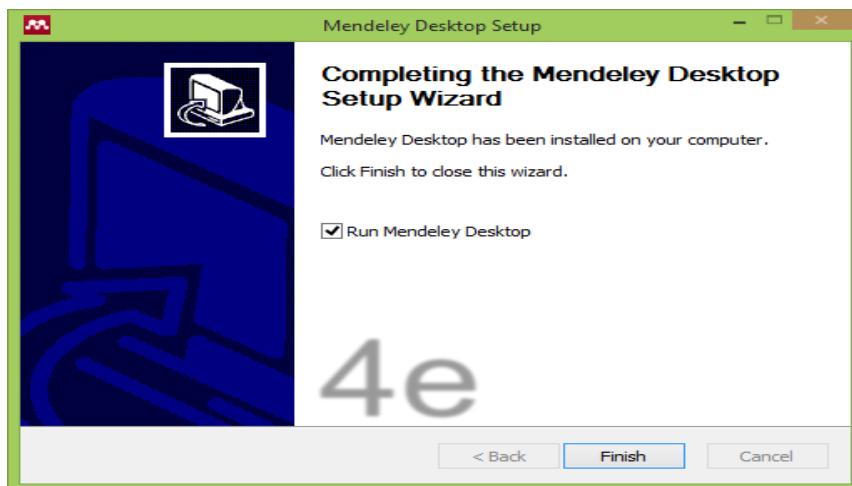 Mendeley Desktop Setup
Completing the Mendeley Desktop
Setup Wizard
Mendeley Desktop has been installed on your computer.
Click Finish to close this wizard.
Run Mendeley Desktop
4e
< Back Finish Cancel